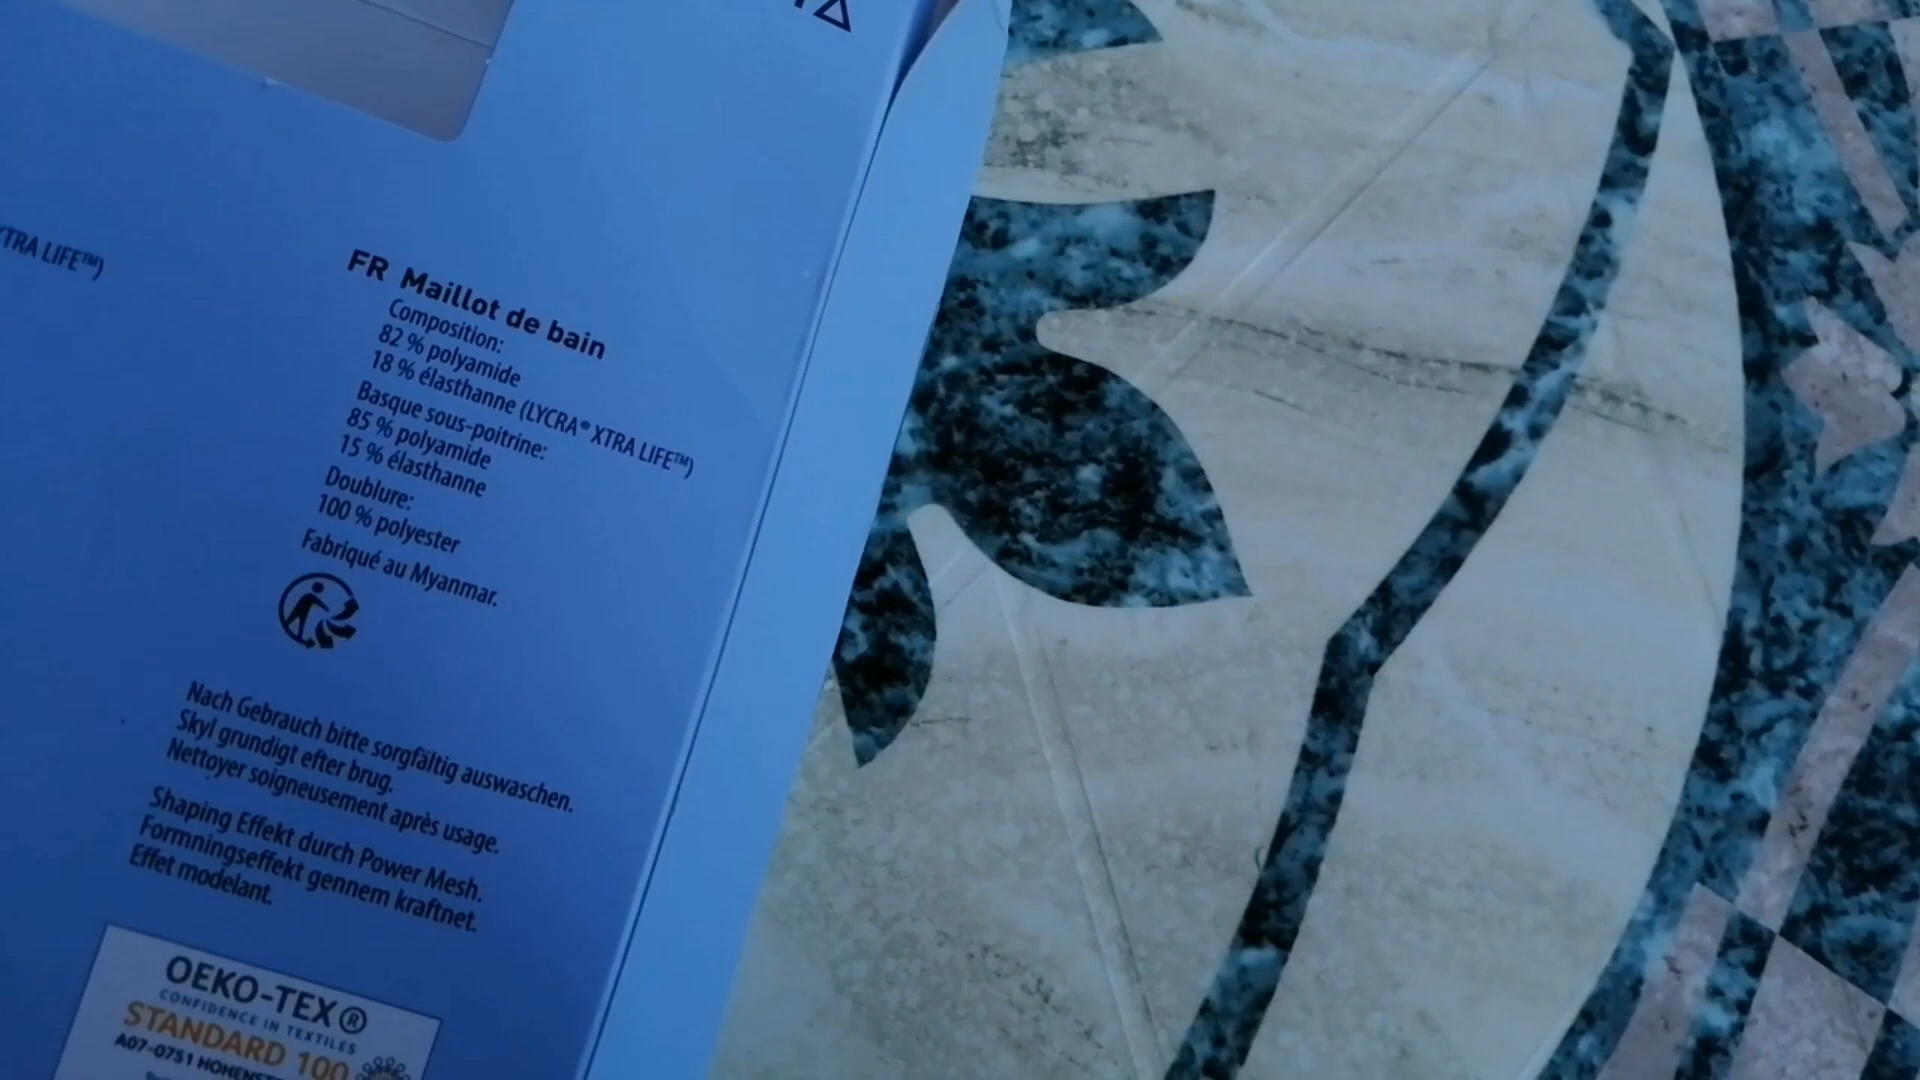 XTRA LIFE™)
FR Maillot de bain
Composition:
82 % polyamide
18 % élasthanne (LYCRA® XTRA LIFE™)
Basque sous-poitrine:
85 % polyamide
15 % élasthanne
Doublure:
100 % polyester
Fabriqué au Myanmar.
Nach Gebrauch bitte sorgfältig auswaschen.
Skyl grundigt efter brug.
Nettoyer soigneusement après usage.
Shaping Effekt durch Power Mesh.
Formningseffekt gennem kraftnet.
Effet modelant.
OEKO-TEX®
CONFIDENCE IN TEXTILES
STANDARD 100
A07-0751